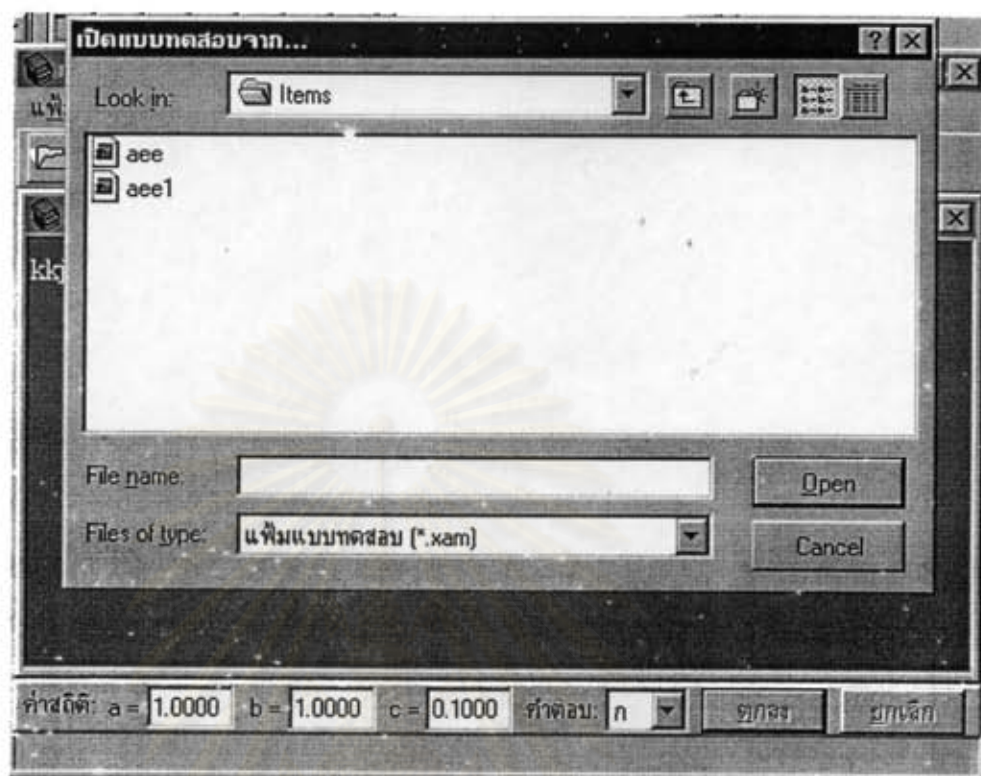 เปิดแบบทดสอบจาก...
Look in: Items
แฟ้
aee
aee1
kkj
File name: Open
Files of type: แฟ้มแบบทดสอบ (*.xam) Cancel
ค่าสถิติ: a = 1.0000 b = 1.0000 c = 0.1000 คำตอบ: ก ตกลง ยกเลิก